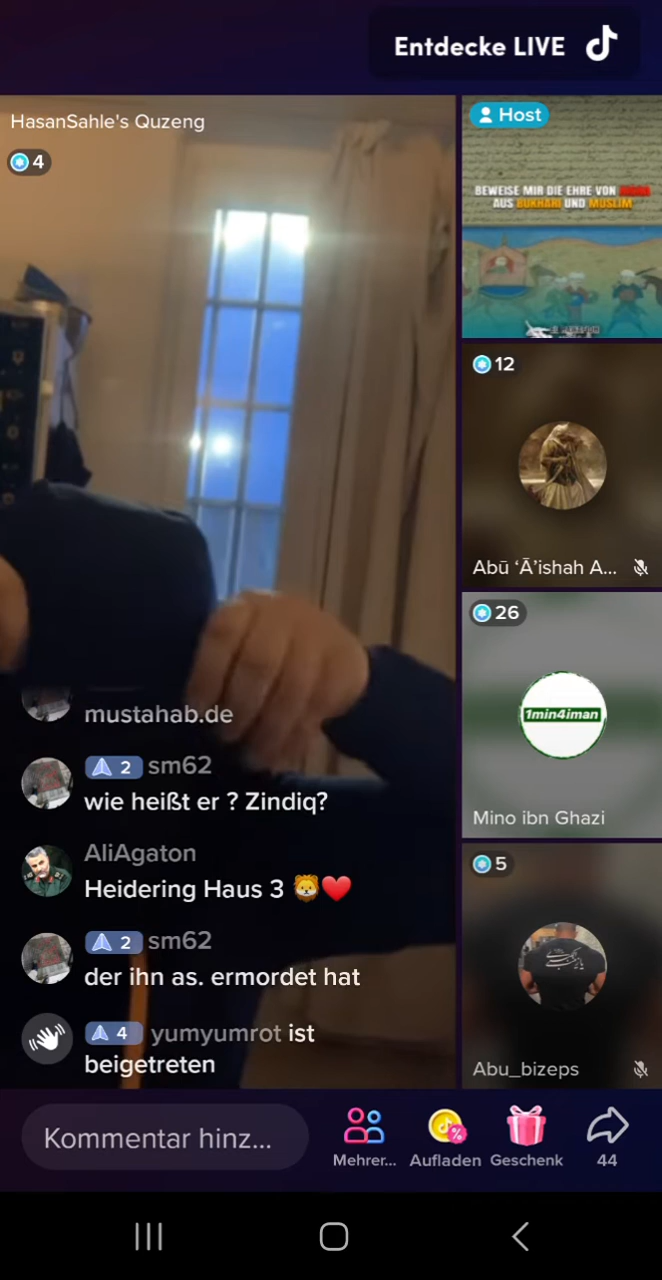 Entdecke LIVE
HasanSahle's Quzeng
4
Host
BEWEISE MIR DIE EHRE VON
AUS BUKHARI UND MUSLIM
12
Abū ‘Ā’ishah A...
26
1min4iman
Mino ibn Ghazi
5
Abu_bizeps
mustahab.de
2 sm62
wie heißt er ? Zindiq?
AliAgaton
Heidering Haus 3 🦁❤️
2 sm62
der ihn as. ermordet hat
4 yumyumrot ist
beigetreten
Kommentar hinz...
Mehrer...
Aufladen
Geschenk
44